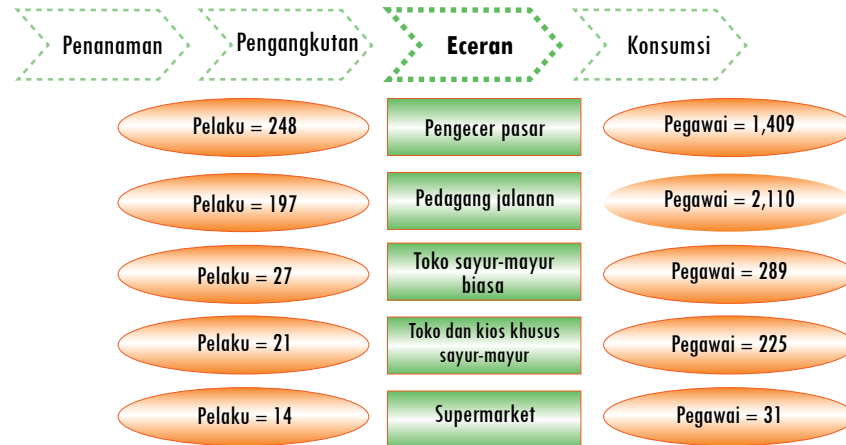 Penanaman
Pengangkutan
Eceran
Konsumsi
Pelaku = 248
Pengecer pasar
Pegawai = 1,409
Pelaku = 197
Pedagang jalanan
Pegawai = 2,110
Pelaku = 27
Toko sayur-mayur
biasa
Pegawai = 289
Pelaku = 21
Toko dan kios khusus
sayur-mayur
Pegawai = 225
Pelaku = 14
Supermarket
Pegawai = 31